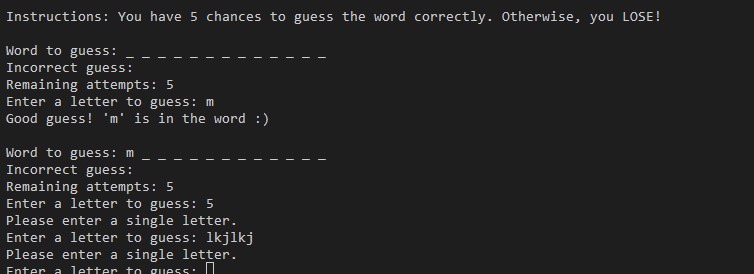 Instructions: You have 5 chances to guess the word correctly. Otherwise, you LOSE!
Word to guess: _ _ _ _ _ _ _ _ _ _ _ _ _
Incorrect guess:
Remaining attempts: 5
Enter a letter to guess: m
Good guess! 'm' is in the word :)
Word to guess: m _ _ _ _ _ _ _ _ _ _ _ _
Incorrect guess:
Remaining attempts: 5
Enter a letter to guess: 5
Please enter a single letter.
Enter a letter to guess: lkjlkj
Please enter a single letter.
Enter a letter to guess: